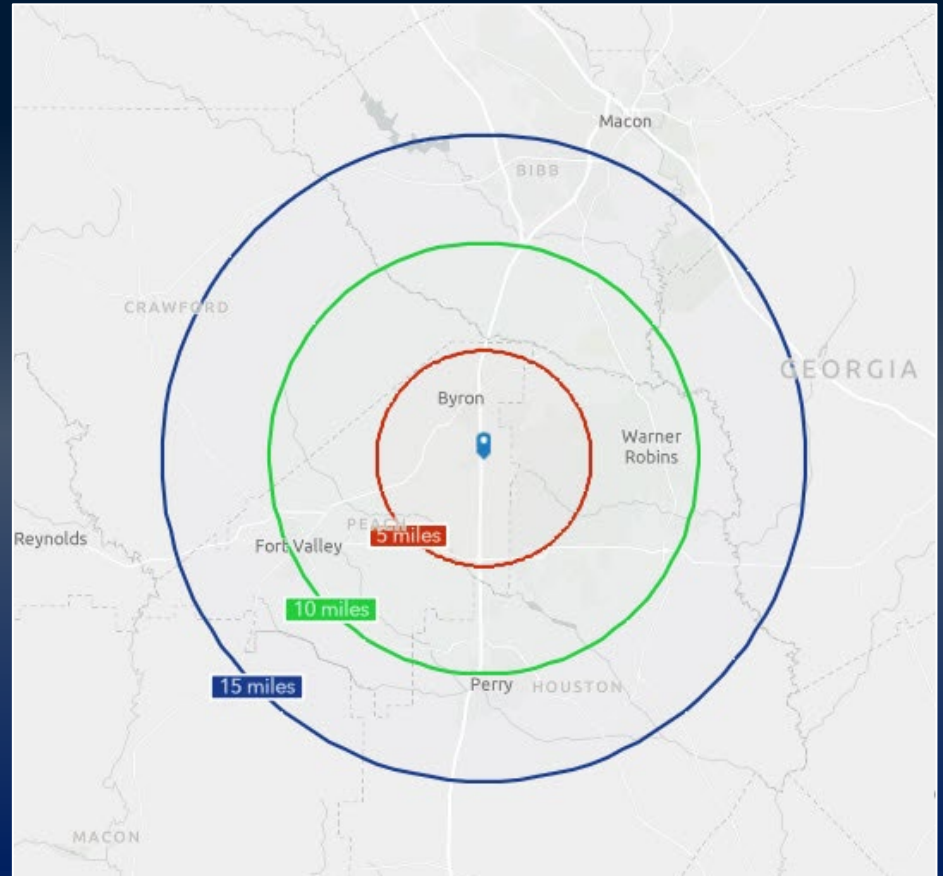 Macon
BIBB
CRAWFORD
GEORGIA
Byron
Warner
Robins
PEACH
5 miles
Reynolds
Fort Valley
10 miles
15 miles
Perry
HOUSTON
MACON